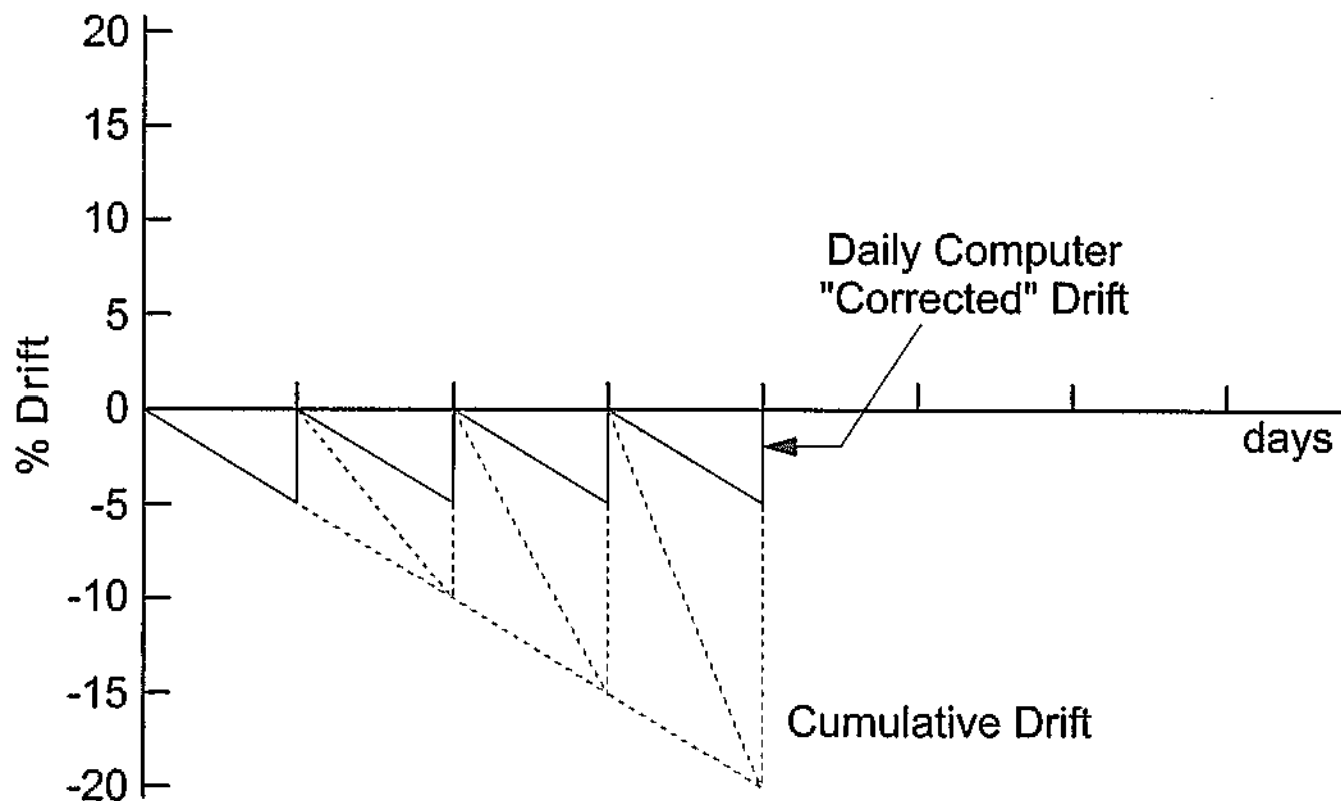 20
15
10
5
0
-5
-10
-15
-20
% Drift
Daily Computer
"Corrected" Drift
days
Cumulative Drift